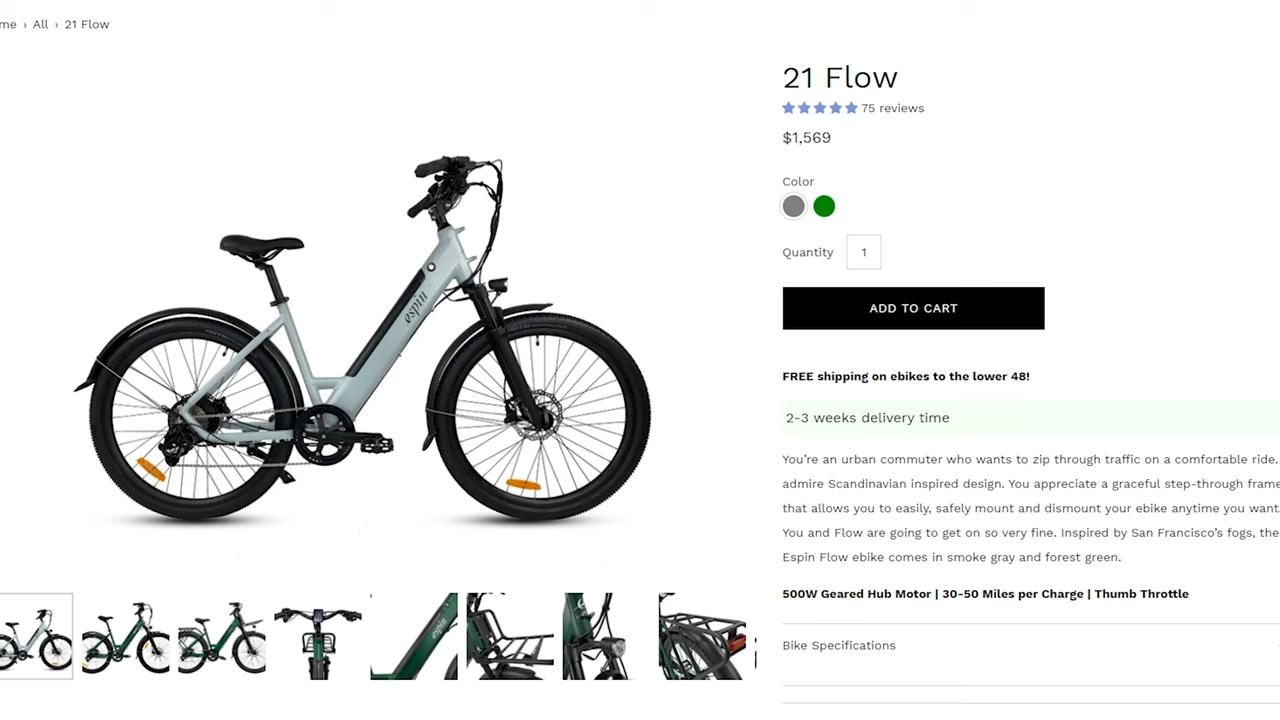 me › All › 21 Flow
21 Flow
75 reviews
$1,569
Color
Quantity 1
ADD TO CART
FREE shipping on ebikes to the lower 48!
2-3 weeks delivery time
You’re an urban commuter who wants to zip through traffic on a comfortable ride.
admire Scandinavian inspired design. You appreciate a graceful step-through frame
that allows you to easily, safely mount and dismount your ebike anytime you want.
You and Flow are going to get on so very fine. Inspired by San Francisco’s fogs, the
Espin Flow ebike comes in smoke gray and forest green.
500W Geared Hub Motor | 30-50 Miles per Charge | Thumb Throttle
Bike Specifications
espin
espin